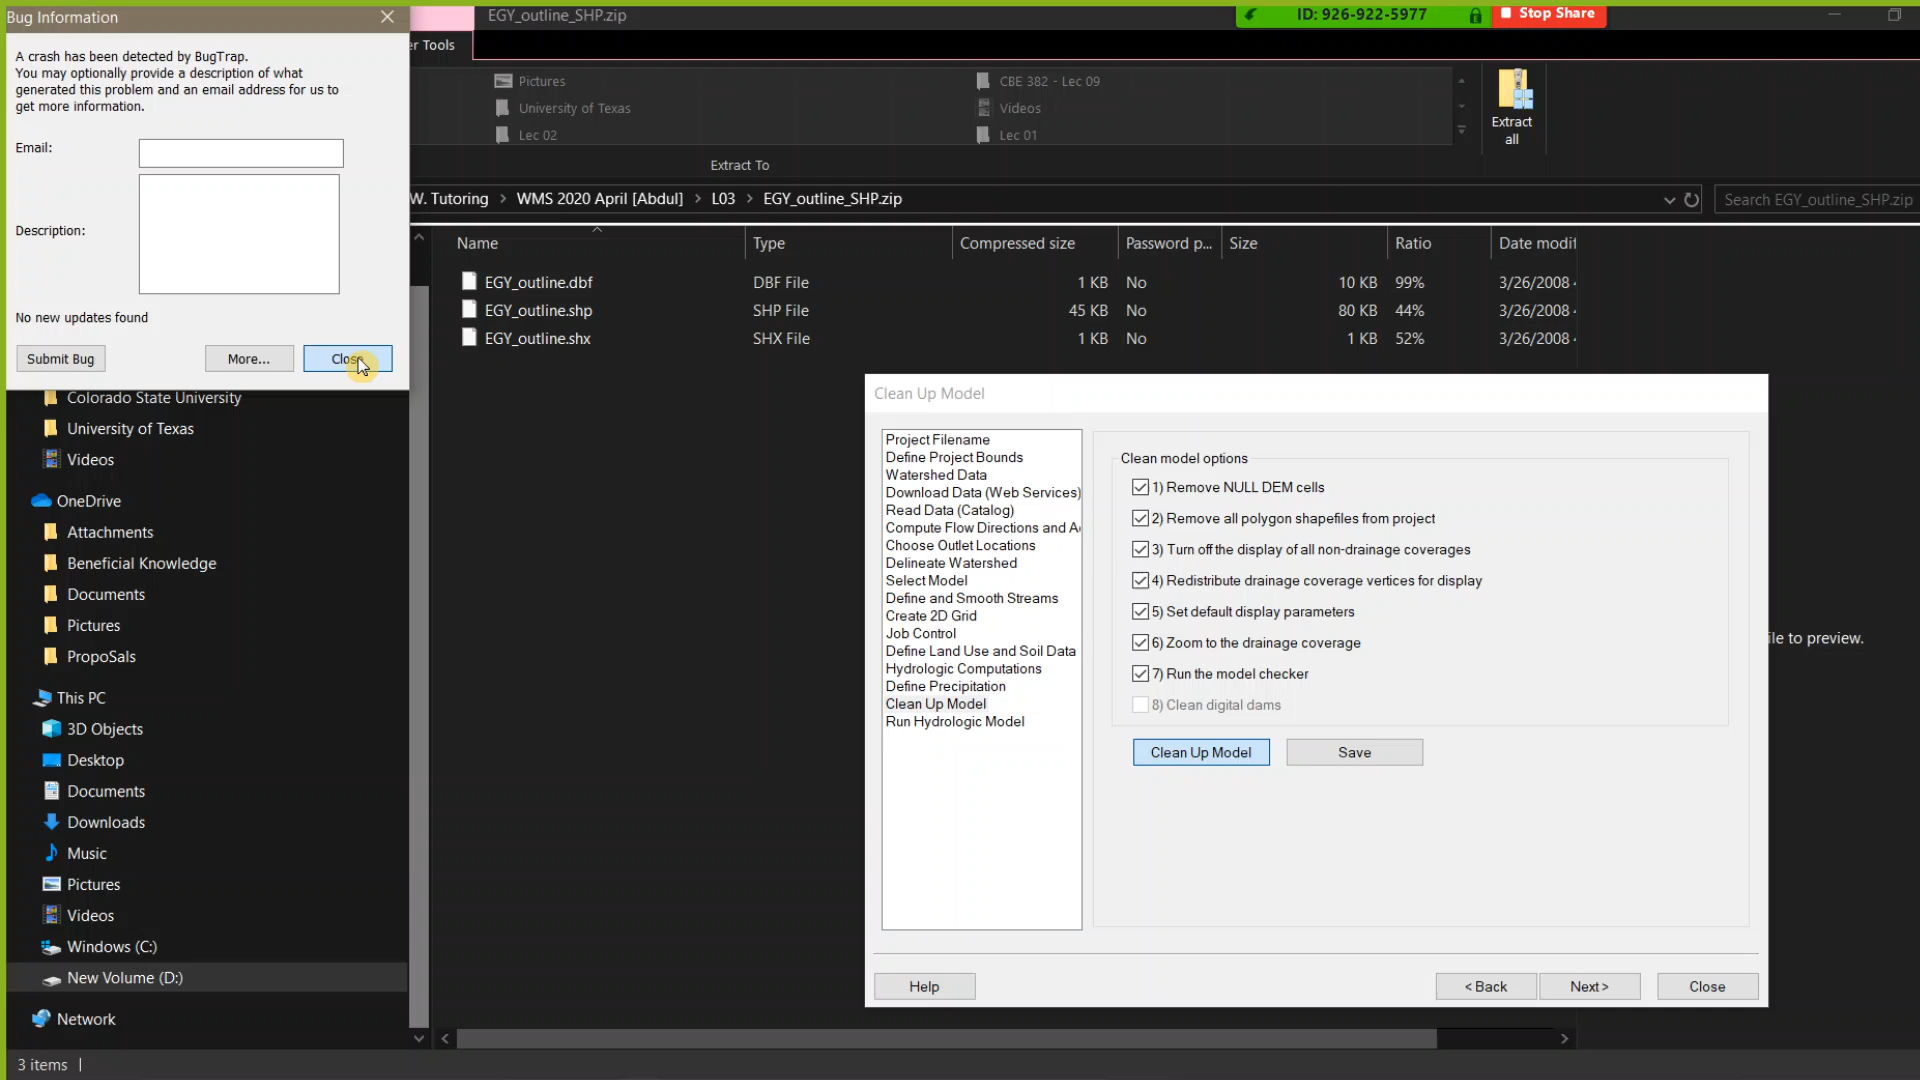 Bug Information
A crash has been detected by BugTrap.
You may optionally provide a description of what
generated this problem and an email address for us to
get more information.
Email:
Description:
No new updates found
Submit Bug
More...
Close
EGY_outline_SHP.zip
ID: 926-922-5977
Stop Share
er Tools
Pictures
University of Texas
Lec 02
CBE 382 - Lec 09
Videos
Lec 01
Extract To
Extract
all
W. Tutoring > WMS 2020 April [Abdul] > L03 > EGY_outline_SHP.zip
Search EGY_outline_SHP.zip
Name Type Compressed size Password p... Size Ratio Date modif
EGY_outline.dbf DBF File 1 KB No 10 KB 99% 3/26/2008
EGY_outline.shp SHP File 45 KB No 80 KB 44% 3/26/2008
EGY_outline.shx SHX File 1 KB No 1 KB 52% 3/26/2008
Colorado State University
University of Texas
Videos
OneDrive
Attachments
Beneficial Knowledge
Documents
Pictures
PropoSals
This PC
3D Objects
Desktop
Documents
Downloads
Music
Pictures
Videos
Windows (C:)
New Volume (D:)
Network
3 items
Clean Up Model
Project Filename
Define Project Bounds
Watershed Data
Download Data (Web Services)
Read Data (Catalog)
Compute Flow Directions and A
Choose Outlet Locations
Delineate Watershed
Select Model
Define and Smooth Streams
Create 2D Grid
Job Control
Define Land Use and Soil Data
Hydrologic Computations
Define Precipitation
Clean Up Model
Run Hydrologic Model
Clean model options
1) Remove NULL DEM cells
2) Remove all polygon shapefiles from project
3) Turn off the display of all non-drainage coverages
4) Redistribute drainage coverage vertices for display
5) Set default display parameters
6) Zoom to the drainage coverage
7) Run the model checker
8) Clean digital dams
Clean Up Model
Save
Help
< Back
Next >
Close
ile to preview.